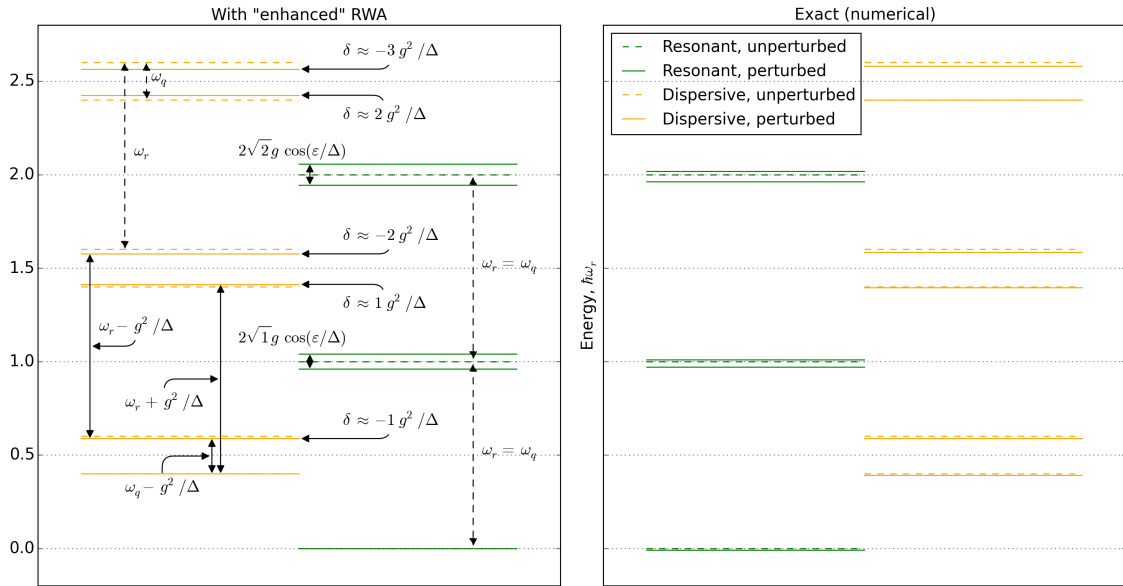 With "enhanced" RWA
Exact (numerical)
2.5
2.0
1.5
1.0
0.5
0.0
δ ≈ −3 g² /Δ
ω_q
δ ≈ 2 g² /Δ
ω_r
2√2 g cos(ε/Δ)
δ ≈ −2 g² /Δ
ω_r = ω_q
δ ≈ 1 g² /Δ
ω_r − g² /Δ
2√1 g cos(ε/Δ)
ω_r + g² /Δ
δ ≈ −1 g² /Δ
ω_r = ω_q
ω_q − g² /Δ
Energy, ℏω_r
Resonant, unperturbed
Resonant, perturbed
Dispersive, unperturbed
Dispersive, perturbed